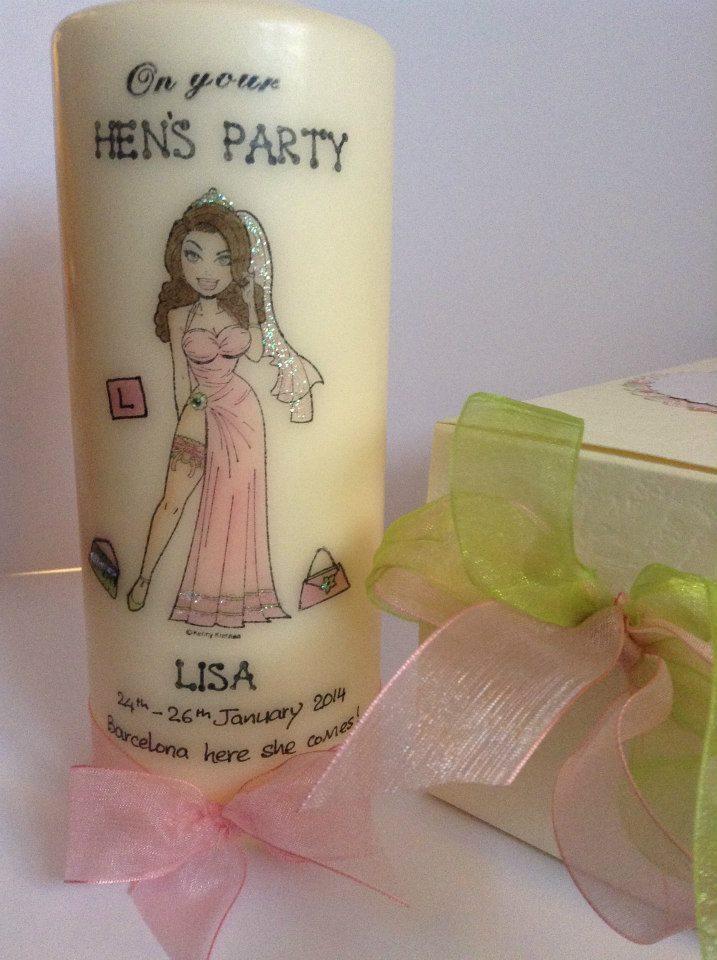 On your
HEN'S PARTY
L
LISA
24th - 26th January 2014
Barcelona here she comes!